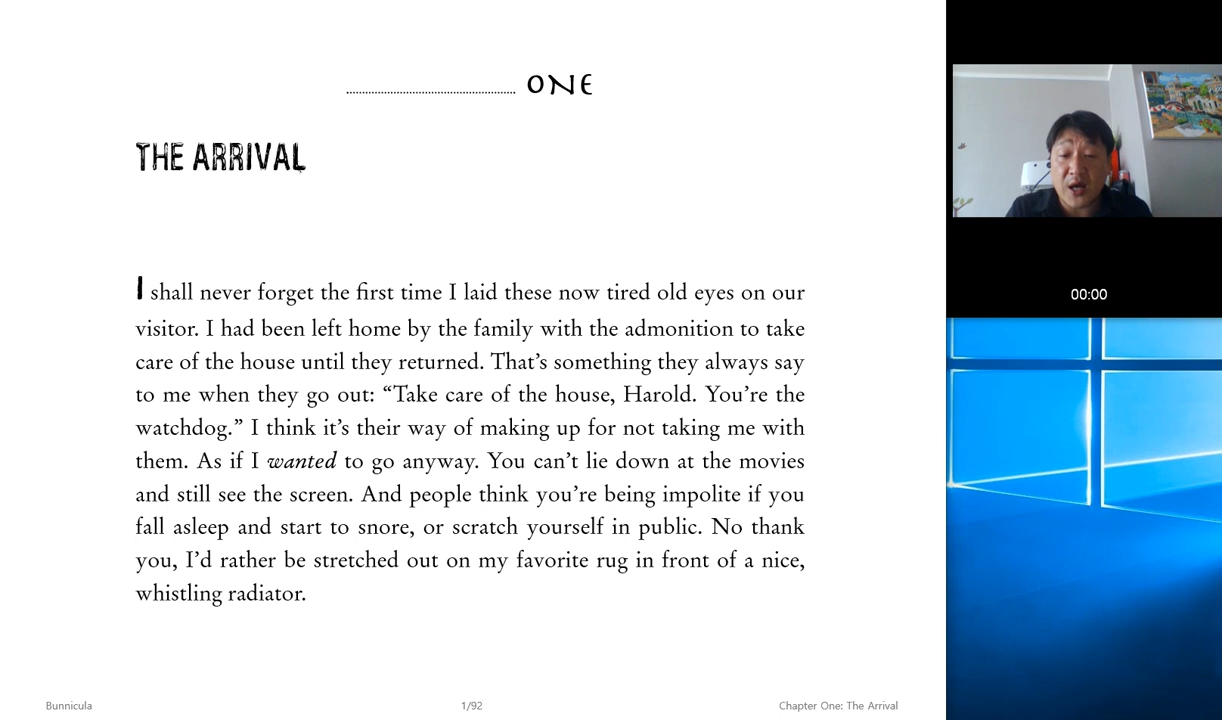 ONE
THE ARRIVAL
I shall never forget the first time I laid these now tired old eyes on our
visitor. I had been left home by the family with the admonition to take
care of the house until they returned. That’s something they always say
to me when they go out: “Take care of the house, Harold. You’re the
watchdog.” I think it’s their way of making up for not taking me with
them. As if I wanted to go anyway. You can’t lie down at the movies
and still see the screen. And people think you’re being impolite if you
fall asleep and start to snore, or scratch yourself in public. No thank
you, I’d rather be stretched out on my favorite rug in front of a nice,
whistling radiator.
Bunnicula
1/92
Chapter One: The Arrival
00:00